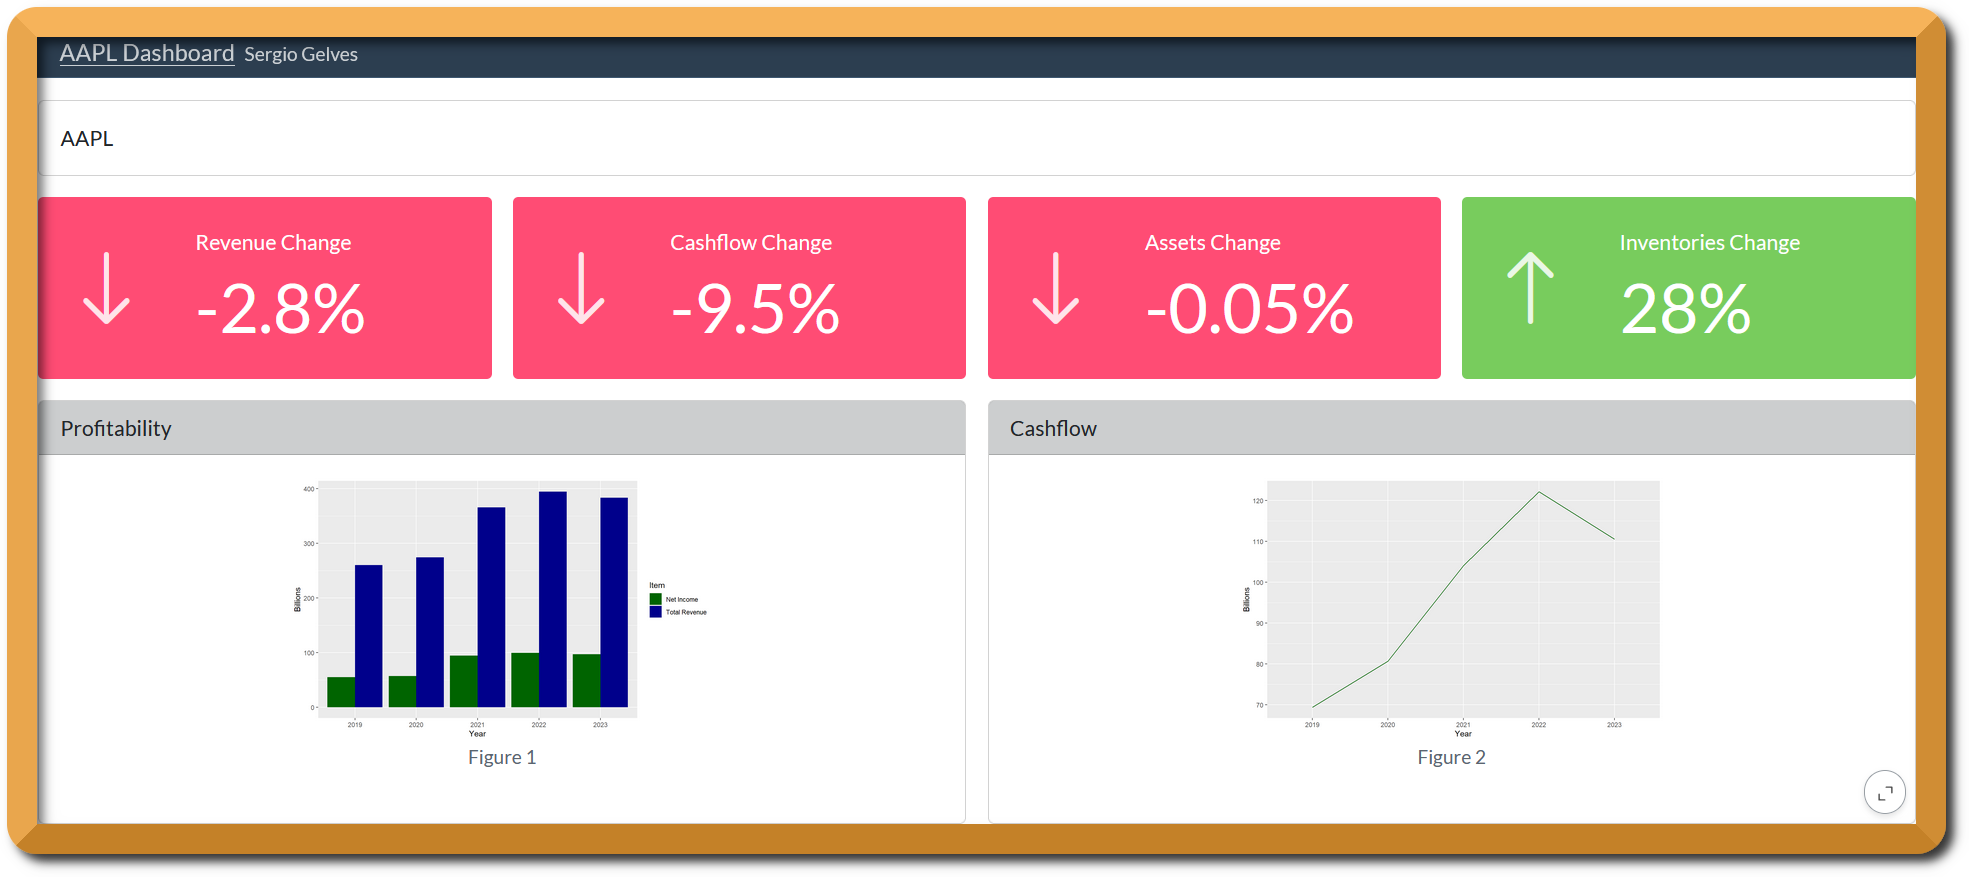 AAPL Dashboard Sergio Gelves
AAPL
Revenue Change
-2.8%
Cashflow Change
-9.5%
Assets Change
-0.05%
Inventories Change
28%
Profitability
400
300
200
100
0
Billions
2019 2020 2021 2022 2023
Year
Item
Net Income
Total Revenue
Figure 1
Cashflow
120
110
100
90
80
70
Billions
2019 2020 2021 2022 2023
Year
Figure 2